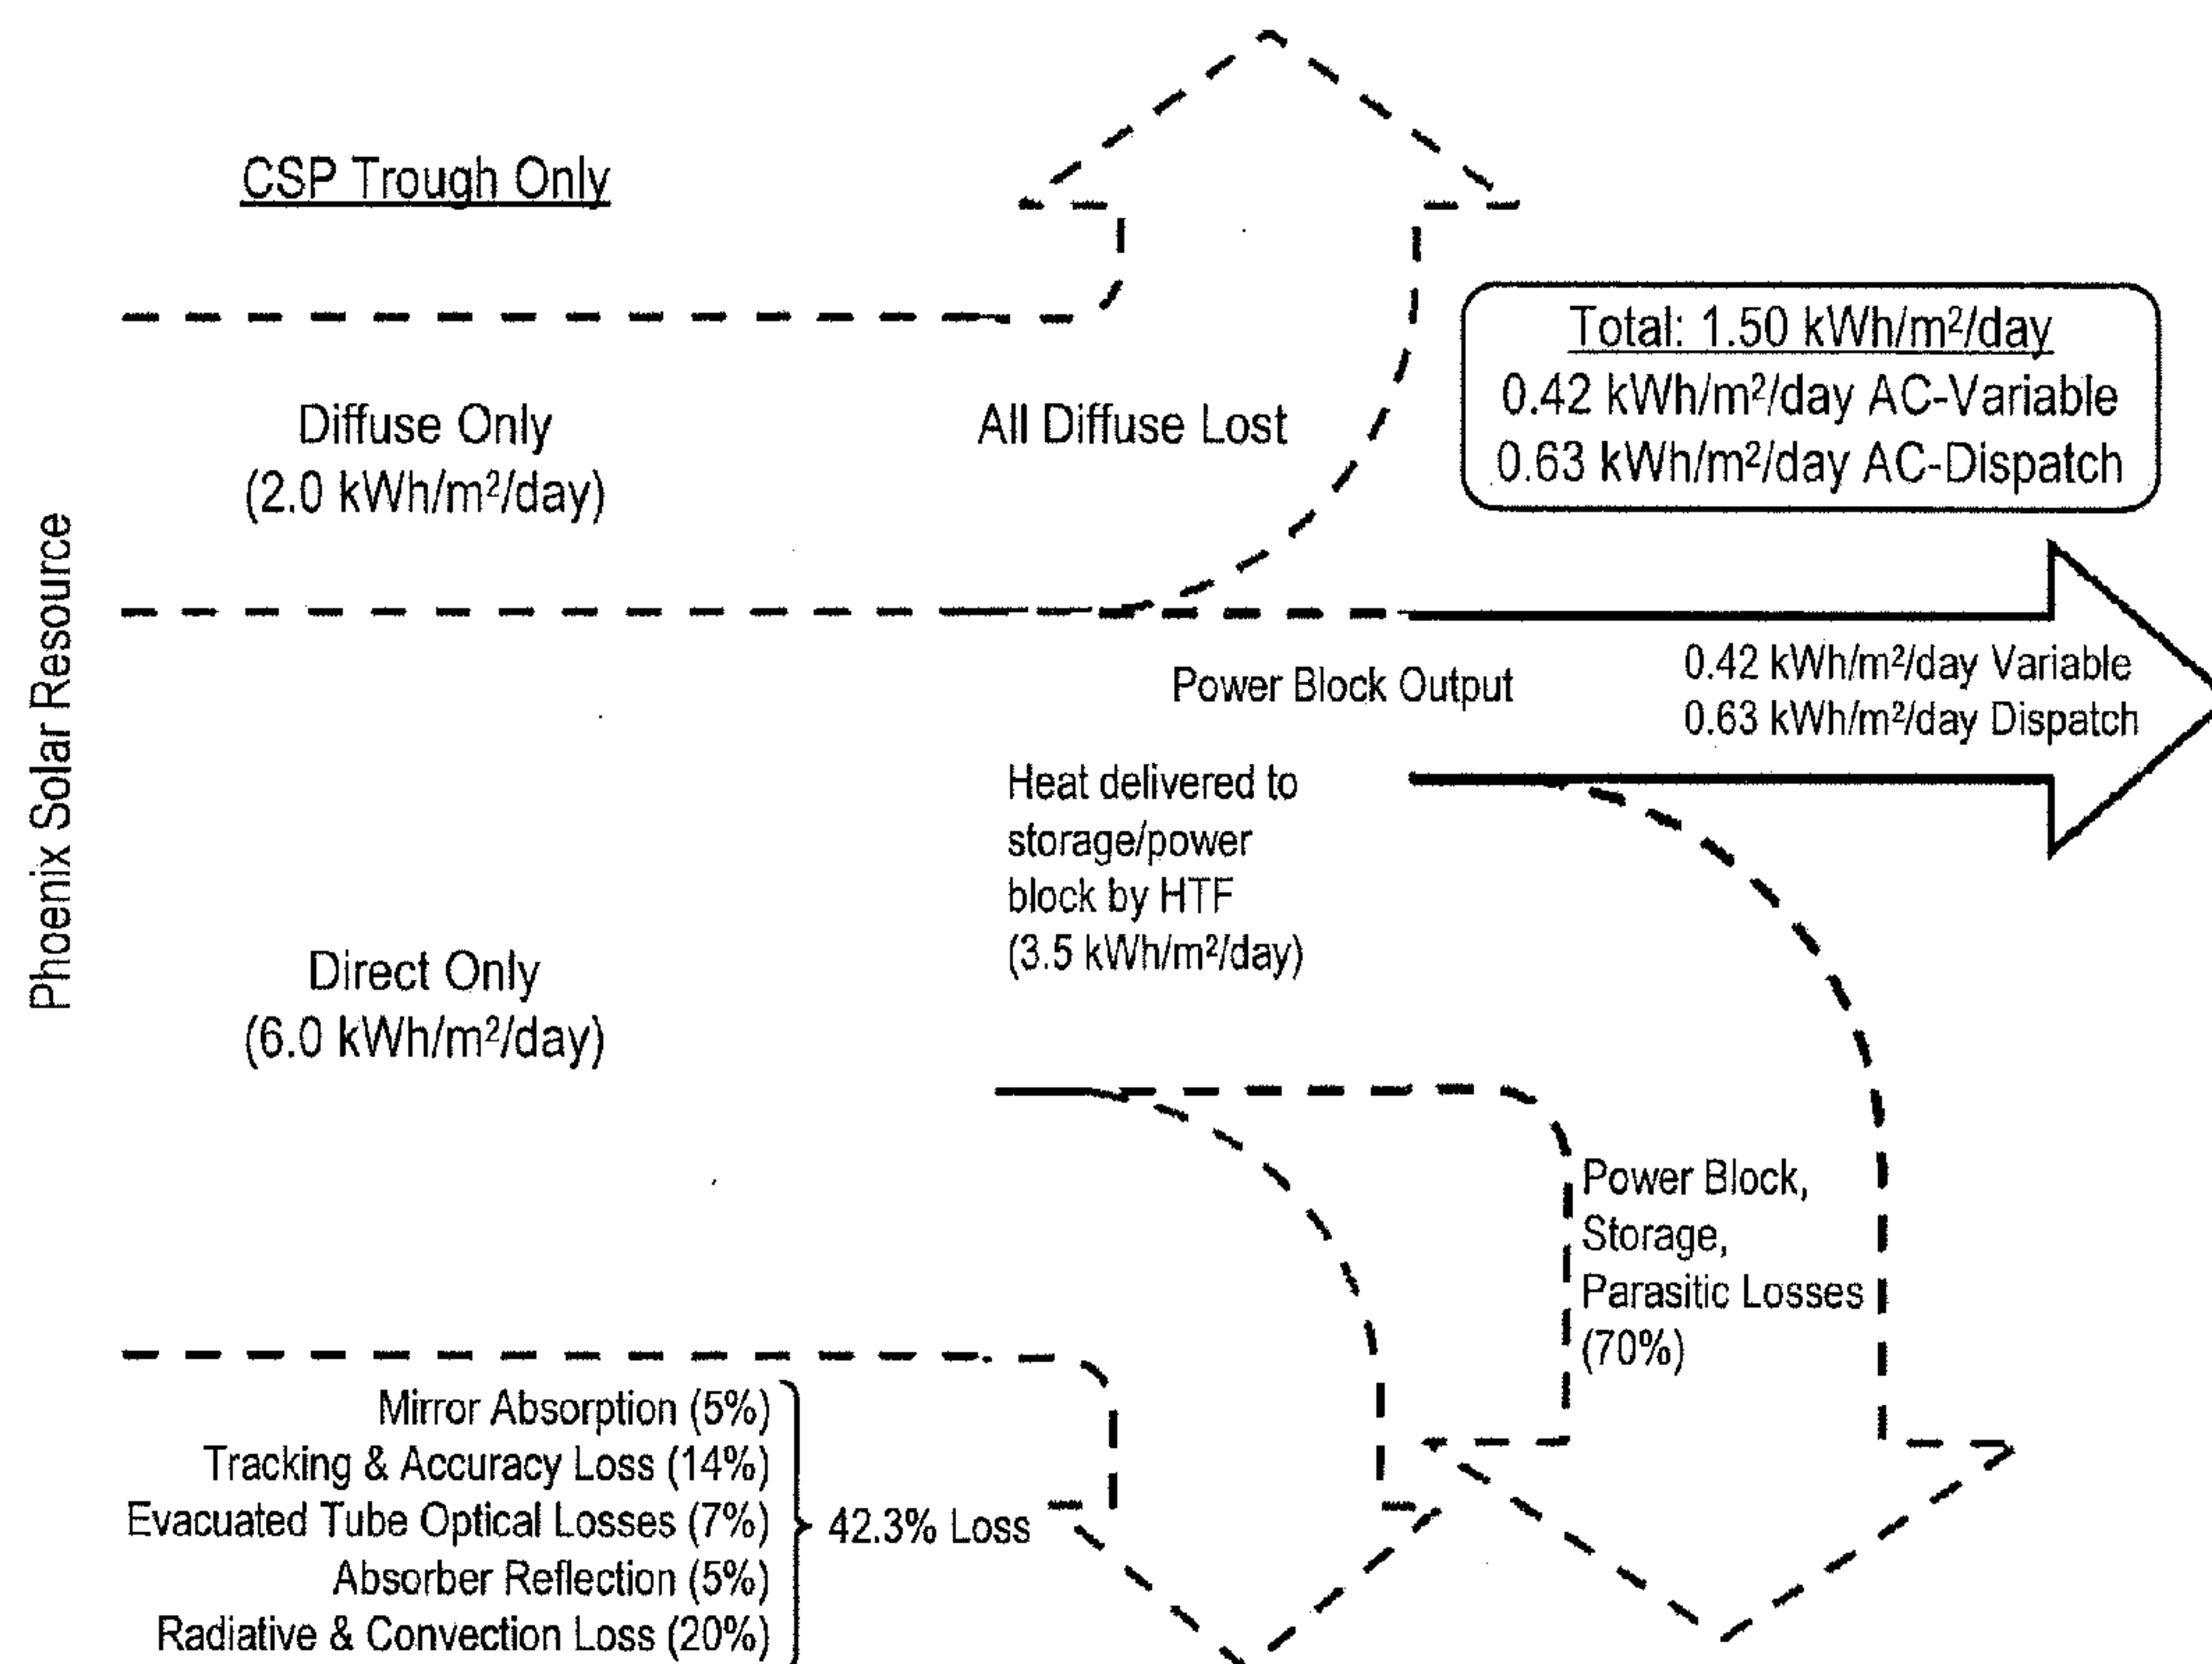 CSP Trough Only
Phoenix Solar Resource
Diffuse Only
(2.0 kWh/m²/day)
All Diffuse Lost
Total: 1.50 kWh/m²/day
0.42 kWh/m²/day AC-Variable
0.63 kWh/m²/day AC-Dispatch
Power Block Output
0.42 kWh/m²/day Variable
0.63 kWh/m²/day Dispatch
Heat delivered to
storage/power
block by HTF
(3.5 kWh/m²/day)
Direct Only
(6.0 kWh/m²/day)
Power Block,
Storage,
Parasitic Losses
(70%)
Mirror Absorption (5%)
Tracking & Accuracy Loss (14%)
Evacuated Tube Optical Losses (7%)
Absorber Reflection (5%)
Radiative & Convection Loss (20%)
42.3% Loss